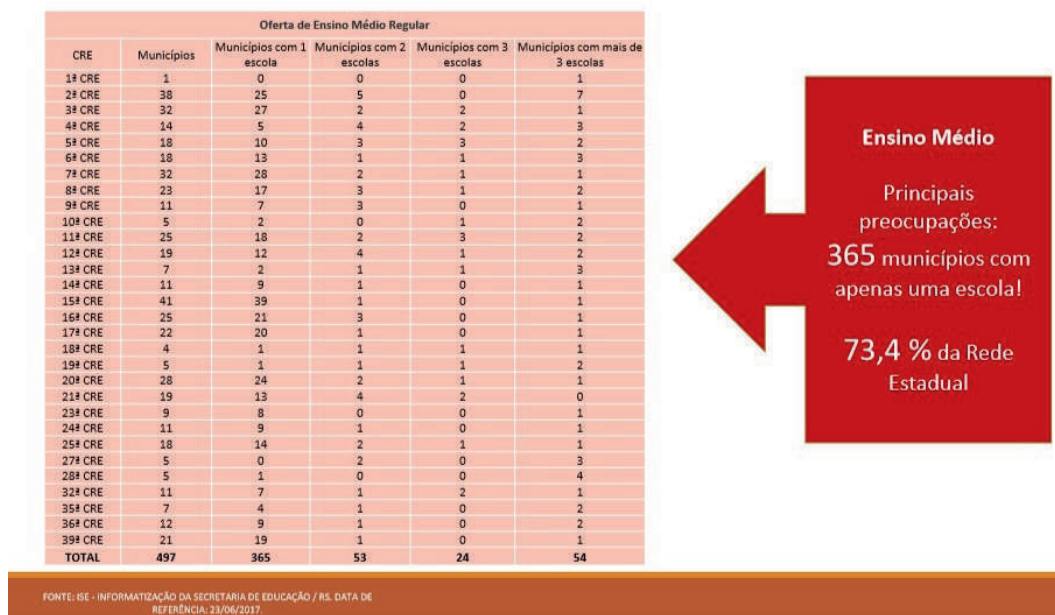 Oferta de Ensino Médio Regular
CRE Municípios Municípios com 1 escola Municípios com 2 escolas Municípios com 3 escolas Municípios com mais de 3 escolas
1ª CRE 1 0 0 0 1
2ª CRE 38 25 5 0 7
3ª CRE 32 27 2 2 1
4ª CRE 14 5 4 2 3
5ª CRE 18 10 3 3 2
6ª CRE 18 13 1 1 3
7ª CRE 32 28 2 1 1
8ª CRE 23 17 3 1 2
9ª CRE 11 7 3 0 1
10ª CRE 5 2 0 1 2
11ª CRE 25 18 2 3 2
12ª CRE 19 12 4 1 2
13ª CRE 7 2 1 1 3
14ª CRE 11 9 1 0 1
15ª CRE 41 39 1 0 1
16ª CRE 25 21 3 0 1
17ª CRE 22 20 1 0 1
18ª CRE 4 1 1 1 1
19ª CRE 5 1 1 1 2
20ª CRE 28 24 2 1 1
21ª CRE 19 13 4 2 0
23ª CRE 9 8 0 0 1
24ª CRE 11 9 1 0 1
25ª CRE 18 14 2 1 1
27ª CRE 5 0 2 0 3
28ª CRE 5 1 0 0 4
32ª CRE 11 7 1 2 1
35ª CRE 7 4 1 0 2
36ª CRE 12 9 1 0 2
39ª CRE 21 19 1 0 1
TOTAL 497 365 53 24 54
Ensino Médio
Principais
preocupações:
365 municípios com
apenas uma escola!
73,4 % da Rede
Estadual
FONTE: ISE - INFORMATIZAÇÃO DA SECRETARIA DE EDUCAÇÃO / RS. DATA DE
REFERÊNCIA: 23/06/2017.